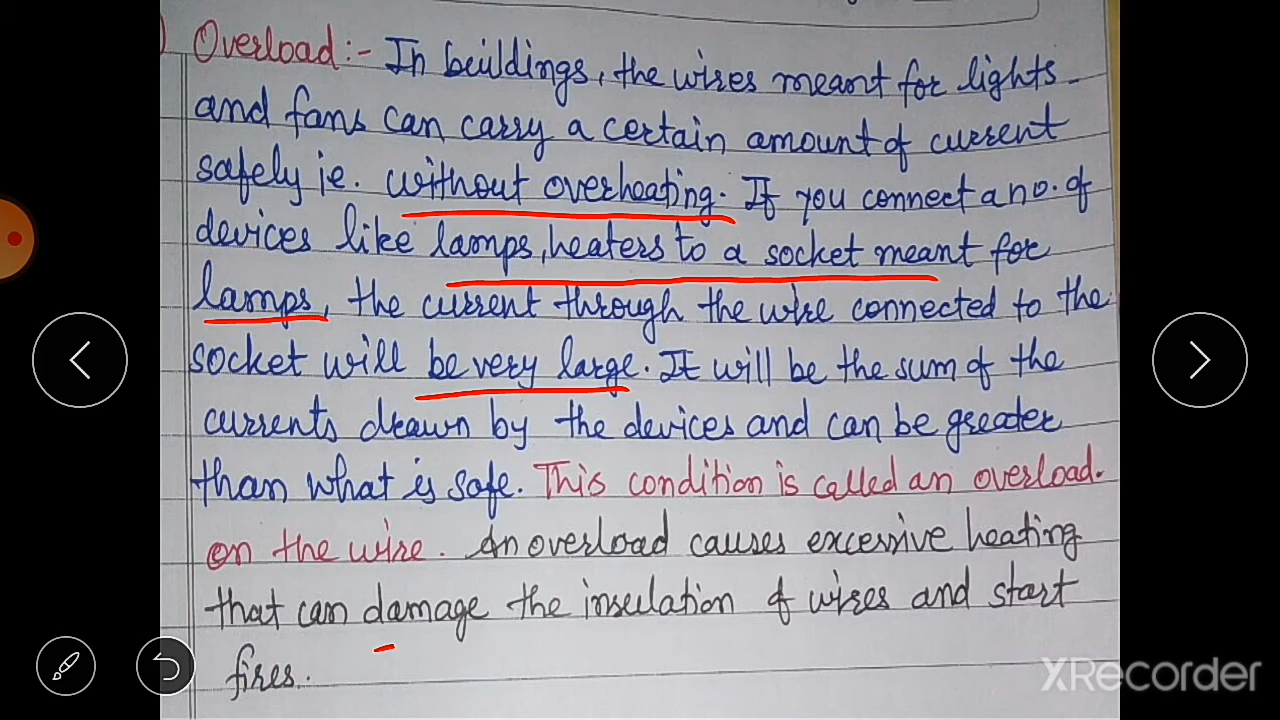 ) Overload:- In buildings, the wires meant for lights
and fans can carry a certain amount of current
safely ie. without overheating. If you connect a no. of
devices like lamps, heaters to a socket meant for
lamps, the current through the wire connected to the
socket will be very large. It will be the sum of the
currents drawn by the devices and can be greater
than what is safe. This condition is called an overload.
on the wire. An overload causes excessive heating
that can damage the insulation of wires and start
fires.
XRecorder